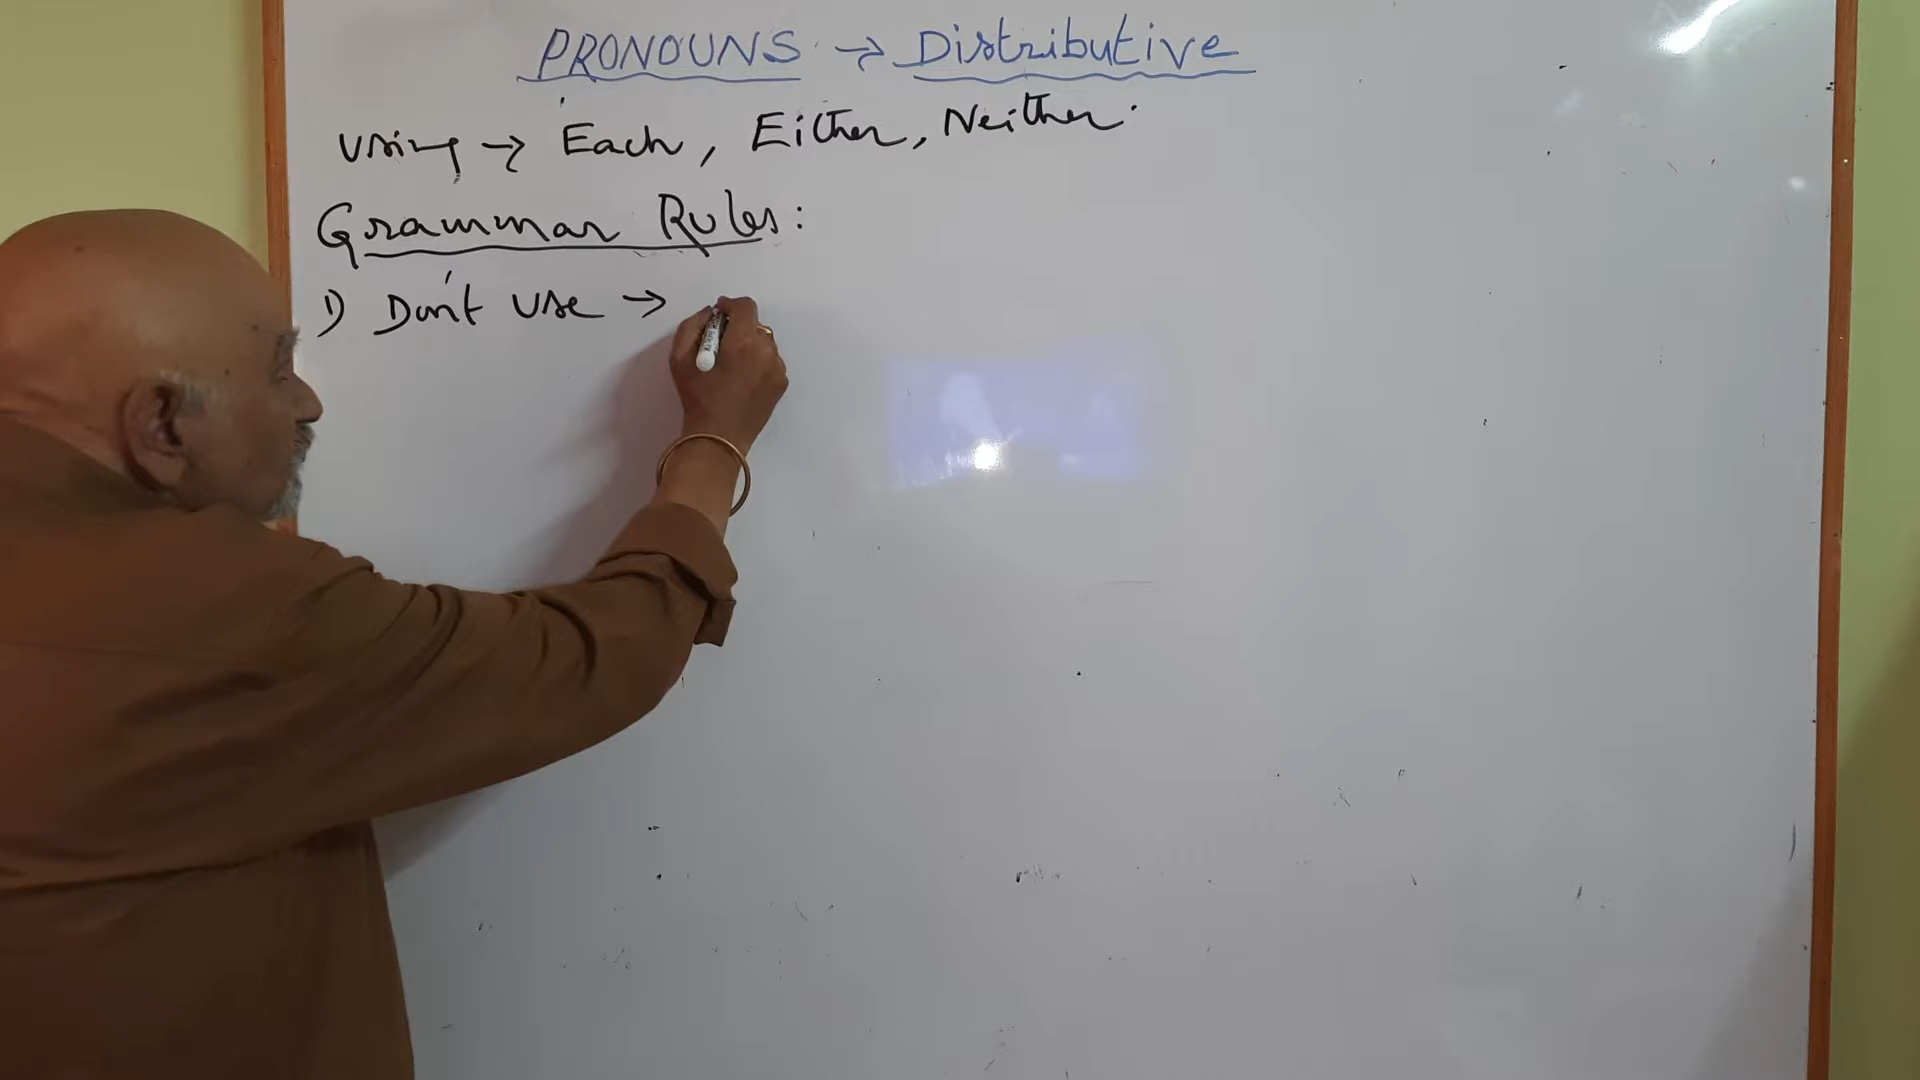 PRONOUNS → Distributive
Using → Each, Either, Neither.
Grammar Rules:
1) Don't Use →